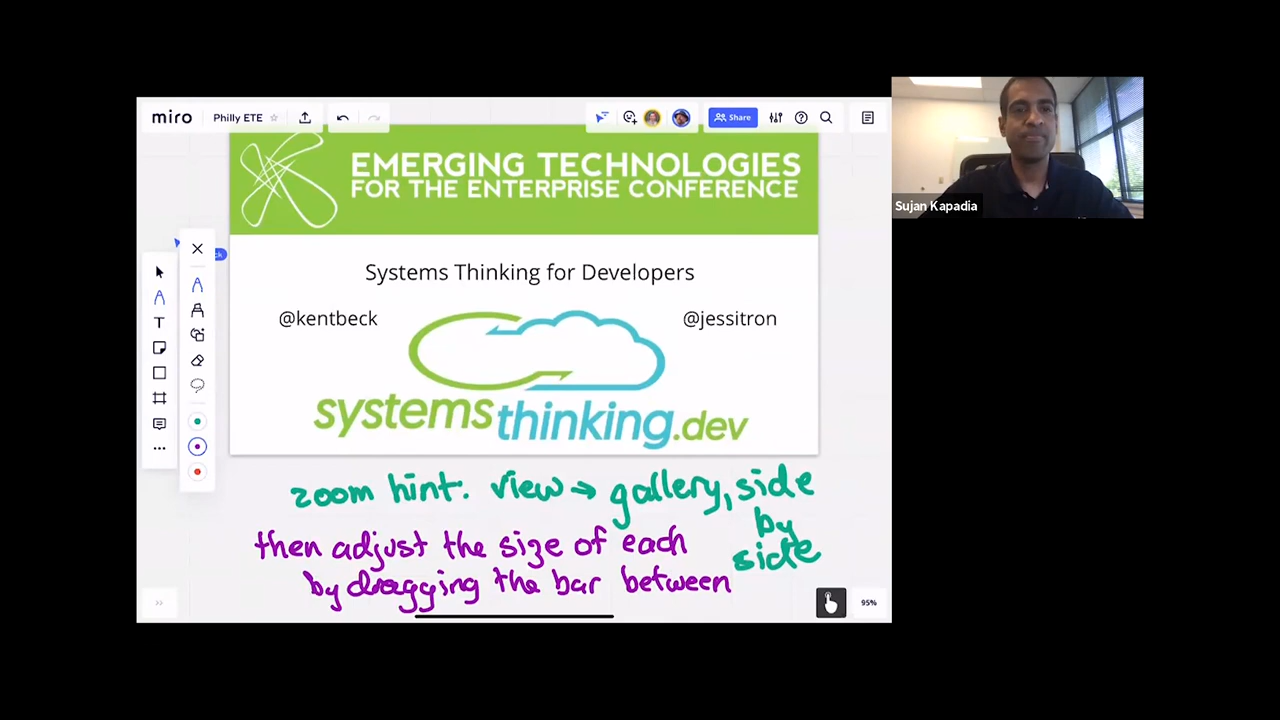 miro
Philly ETE
Share
EMERGING TECHNOLOGIES
FOR THE ENTERPRISE CONFERENCE
Sujan Kapadia
ck
Systems Thinking for Developers
@kentbeck
@jessitron
systemsthinking.dev
T
zoom hint: view → gallery, side
by
side
then adjust the size of each
by dragging the bar between
95%